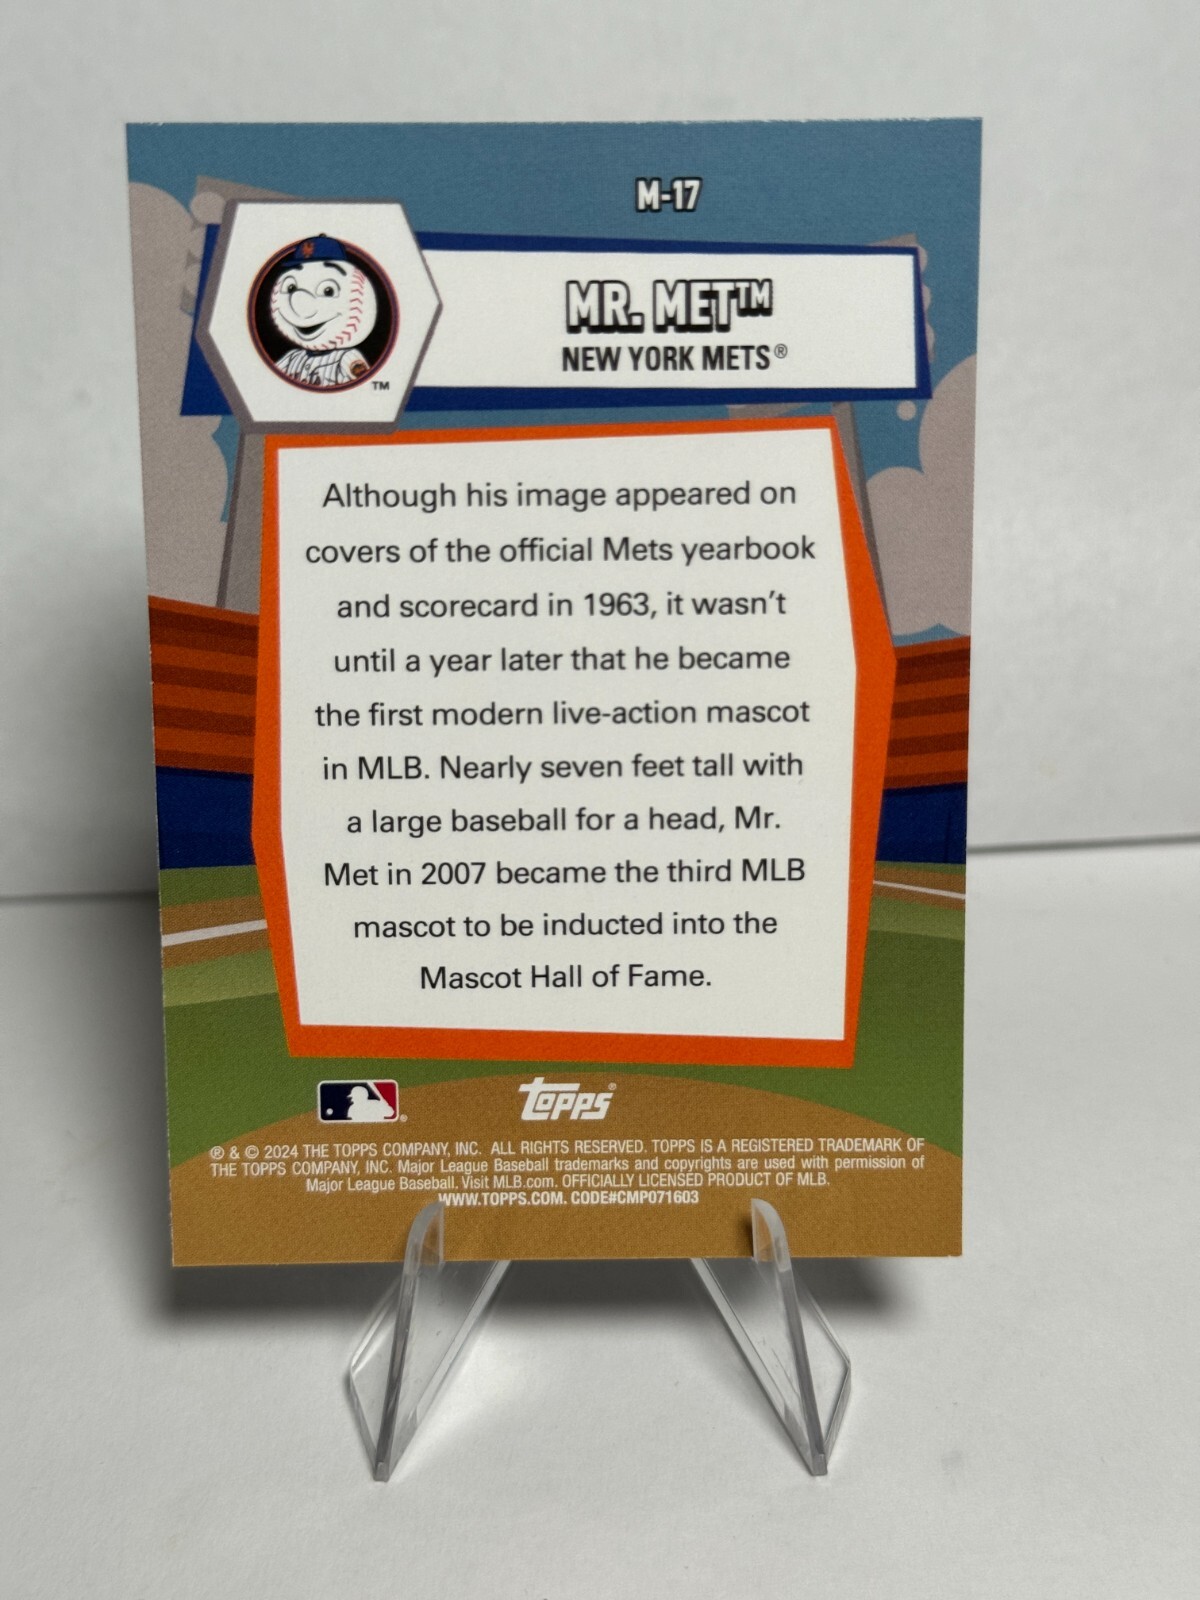 M-17
MR. MET™
NEW YORK METS®
TM
Although his image appeared on
covers of the official Mets yearbook
and scorecard in 1963, it wasn't
until a year later that he became
the first modern live-action mascot
in MLB. Nearly seven feet tall with
a large baseball for a head, Mr.
Met in 2007 became the third MLB
mascot to be inducted into the
Mascot Hall of Fame.
®
Topps®
® & © 2024 THE TOPPS COMPANY, INC. ALL RIGHTS RESERVED. TOPPS IS A REGISTERED TRADEMARK OF
THE TOPPS COMPANY, INC. Major League Baseball trademarks and copyrights are used with permission of
Major League Baseball. Visit MLB.com. OFFICIALLY LICENSED PRODUCT OF MLB.
WWW.TOPPS.COM. CODE#CMP071603